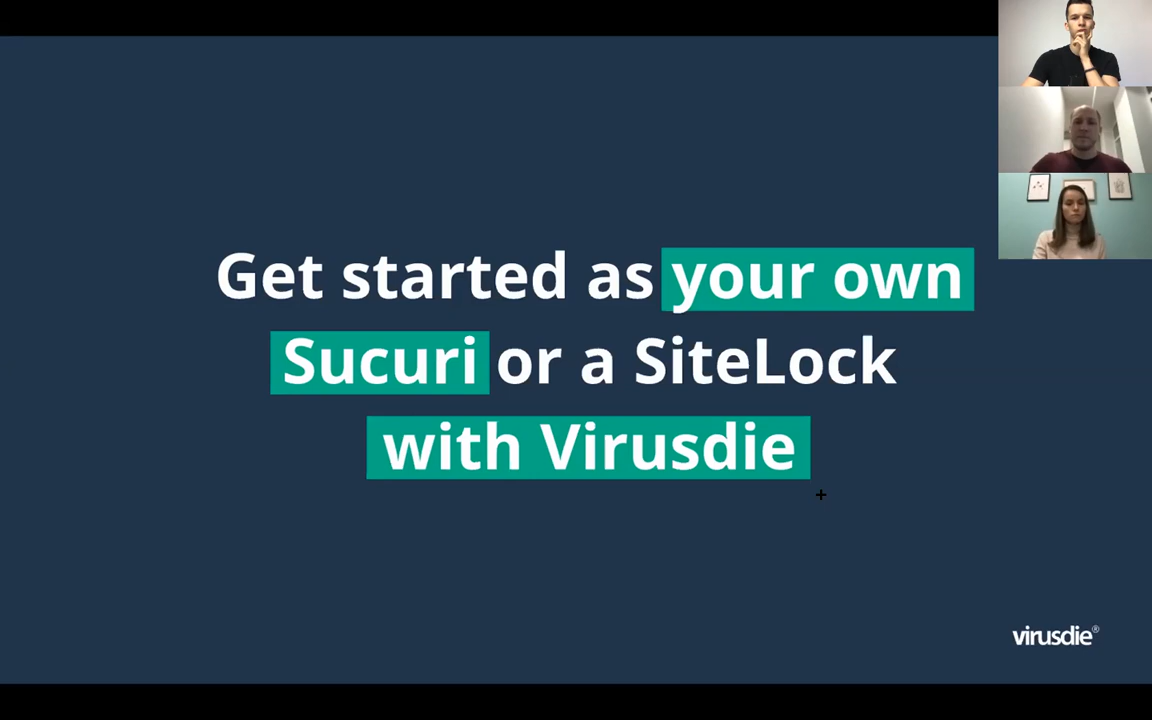 Get started as your own
Sucuri or a SiteLock
with Virusdie
virusdie®